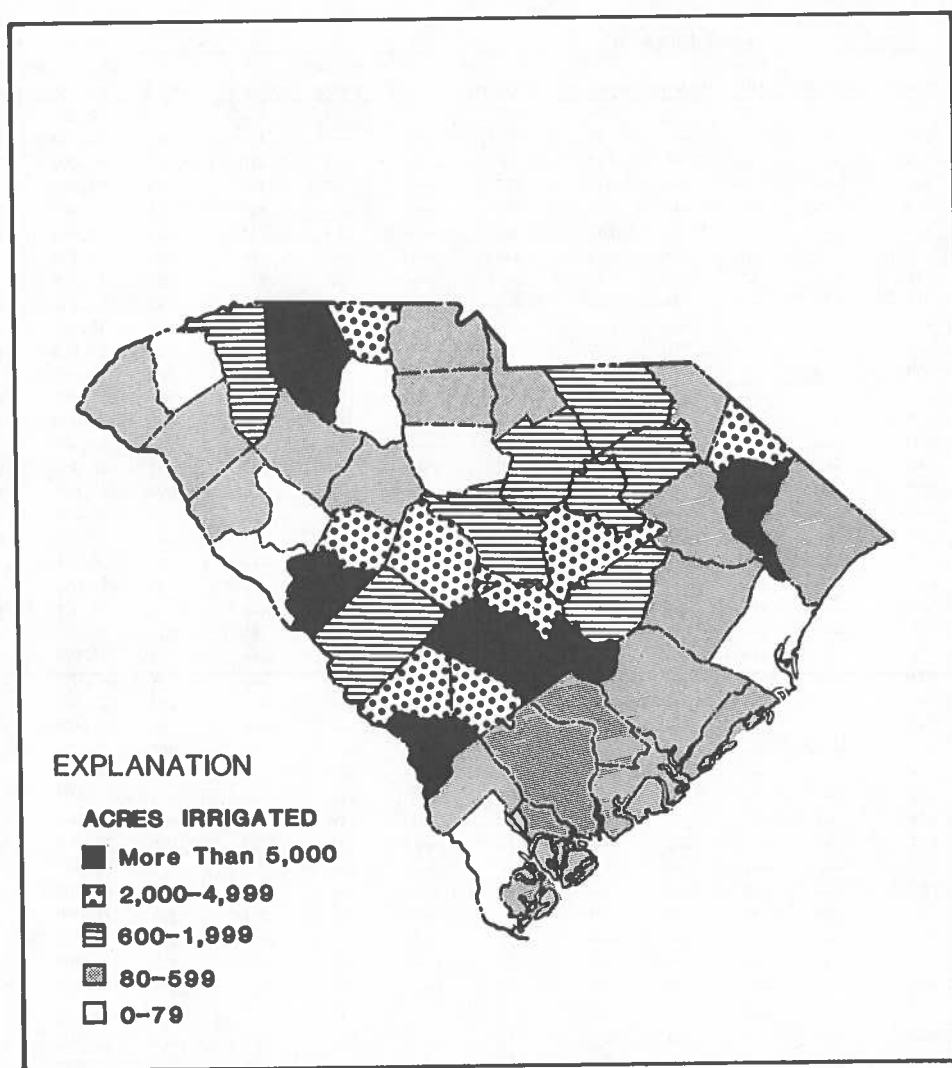 EXPLANATION
ACRES IRRIGATED
More Than 5,000
2,000-4,999
600-1,999
80-599
0-79